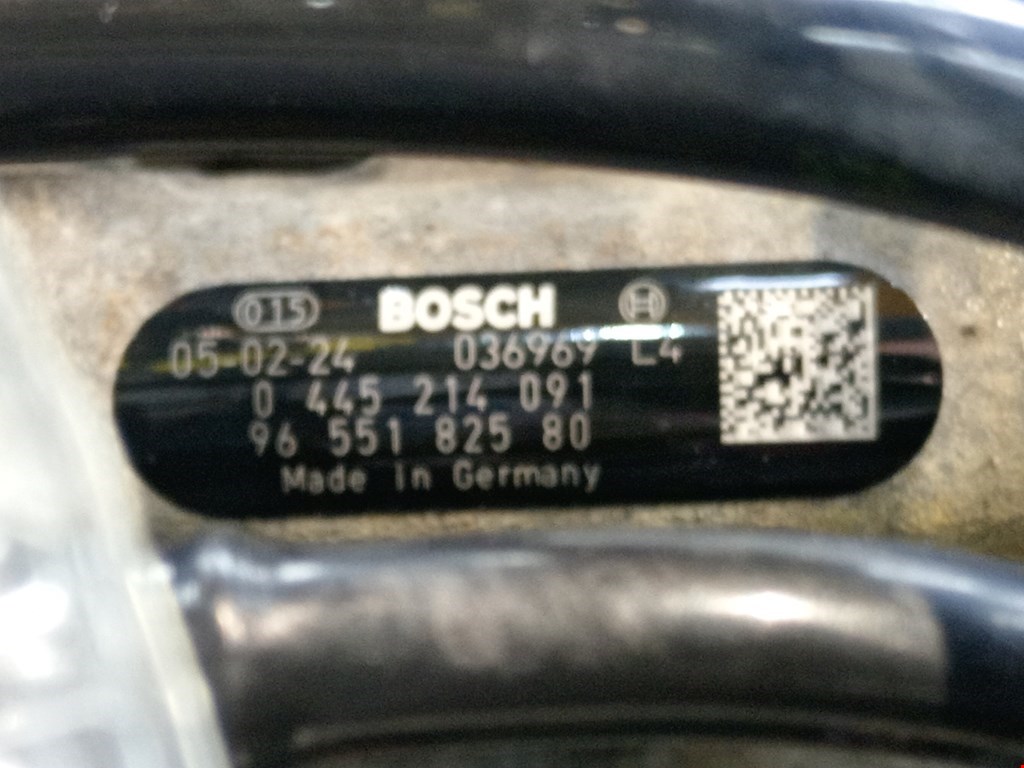 015 BOSCH
05-02-24 036969 L4
0 445 214 091
96 551 825 80
Made in Germany